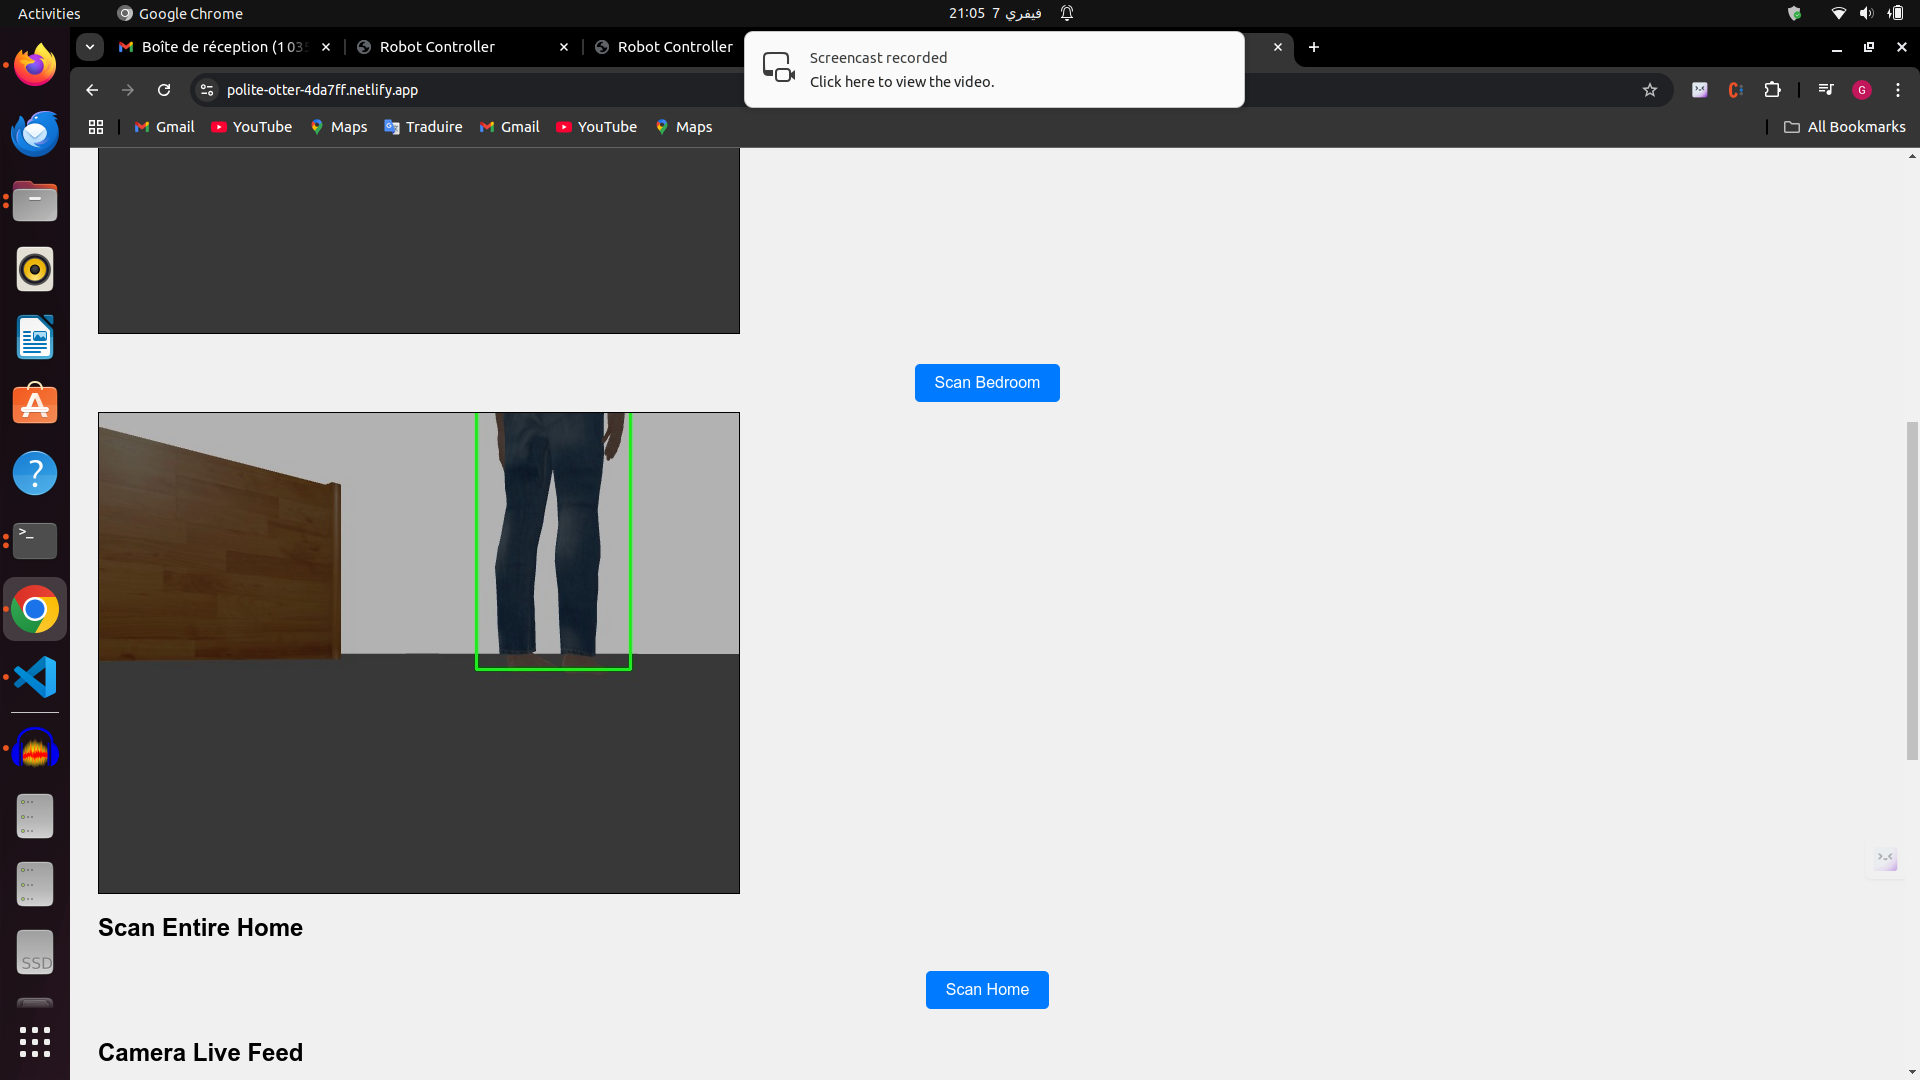 Activities
Google Chrome
21:05 7 فيفري
Boîte de réception (1 035
Robot Controller
Robot Controller
Screencast recorded
Click here to view the video.
polite-otter-4da7ff.netlify.app
G
Gmail
YouTube
Maps
Traduire
Gmail
YouTube
Maps
All Bookmarks
Scan Bedroom
Scan Entire Home
Scan Home
Camera Live Feed
SSD